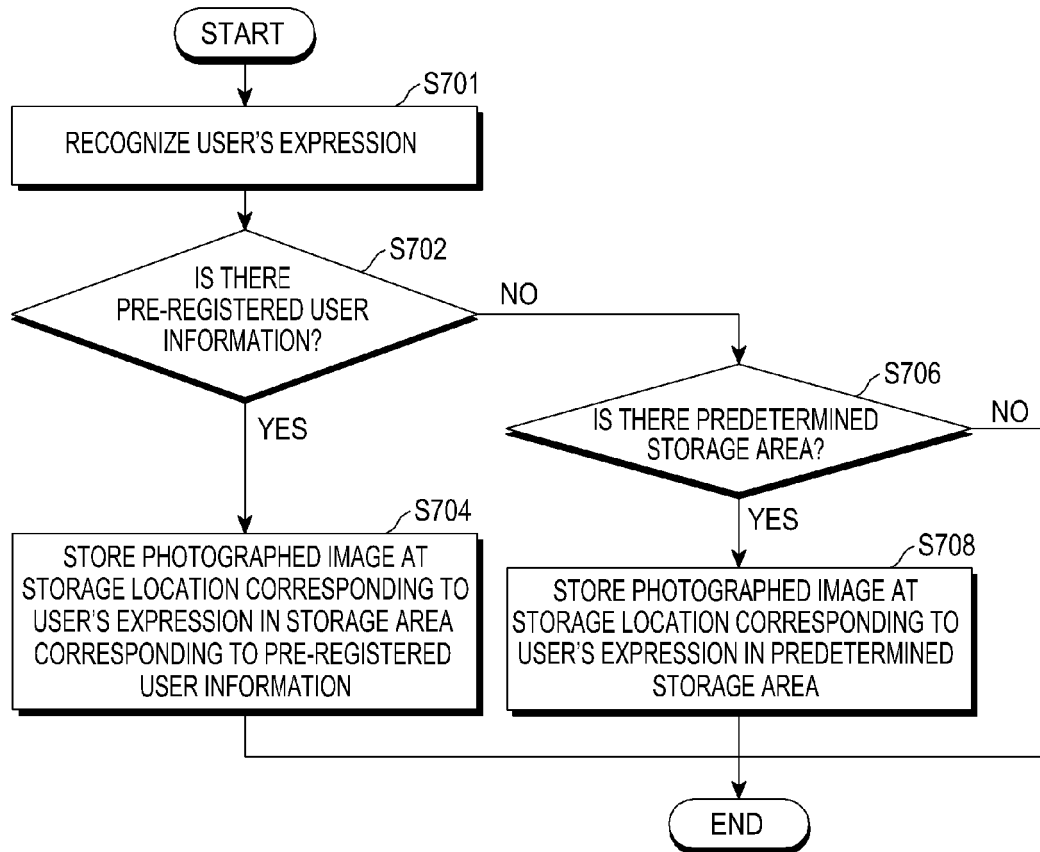 START
S701
RECOGNIZE USER'S EXPRESSION
S702
IS THERE
PRE-REGISTERED USER
INFORMATION?
NO
YES
S706
IS THERE PREDETERMINED
STORAGE AREA?
NO
YES
S704
STORE PHOTOGRAPHED IMAGE AT
STORAGE LOCATION CORRESPONDING TO
USER'S EXPRESSION IN STORAGE AREA
CORRESPONDING TO PRE-REGISTERED
USER INFORMATION
S708
STORE PHOTOGRAPHED IMAGE AT
STORAGE LOCATION CORRESPONDING TO
USER'S EXPRESSION IN PREDETERMINED
STORAGE AREA
END